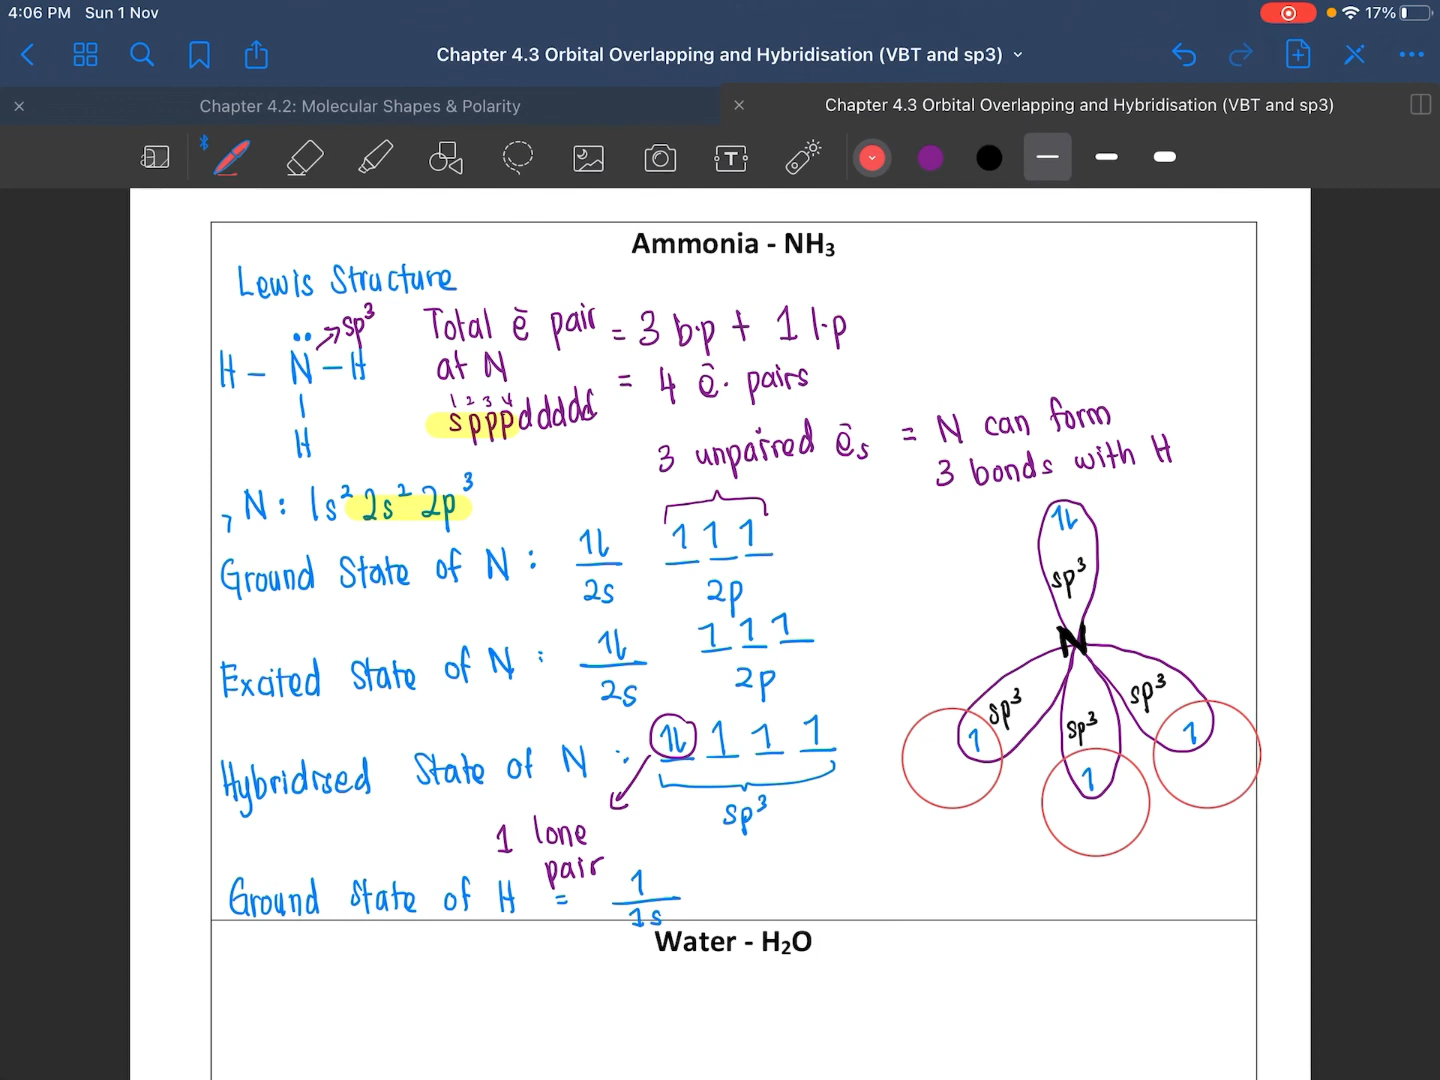 4:06 PM Sun 1 Nov
17%
Chapter 4.3 Orbital Overlapping and Hybridisation (VBT and sp3)
Chapter 4.2: Molecular Shapes & Polarity
Chapter 4.3 Orbital Overlapping and Hybridisation (VBT and sp3)
T
Ammonia - NH₃
Lewis Structure
sp³
H – N̈ – H
|
H
Total ē pair = 3 b.p + 1 l.p
at N
= 4 ē. pairs
1 2 3 4
s p p p d d d d d
3 unpaired ēs = N can form
3 bonds with H
₇N: 1s² 2s² 2p³
Ground State of N : 1l 1 1 1
2s 2p
Excited State of N : 1l 1 1 1
2s 2p
Hybridised State of N : 1l 1 1 1
sp³
1 lone
pair
Ground State of H = 1
1s
1l
sp³
N
sp³ sp³ sp³
1 1 1
Water - H₂O